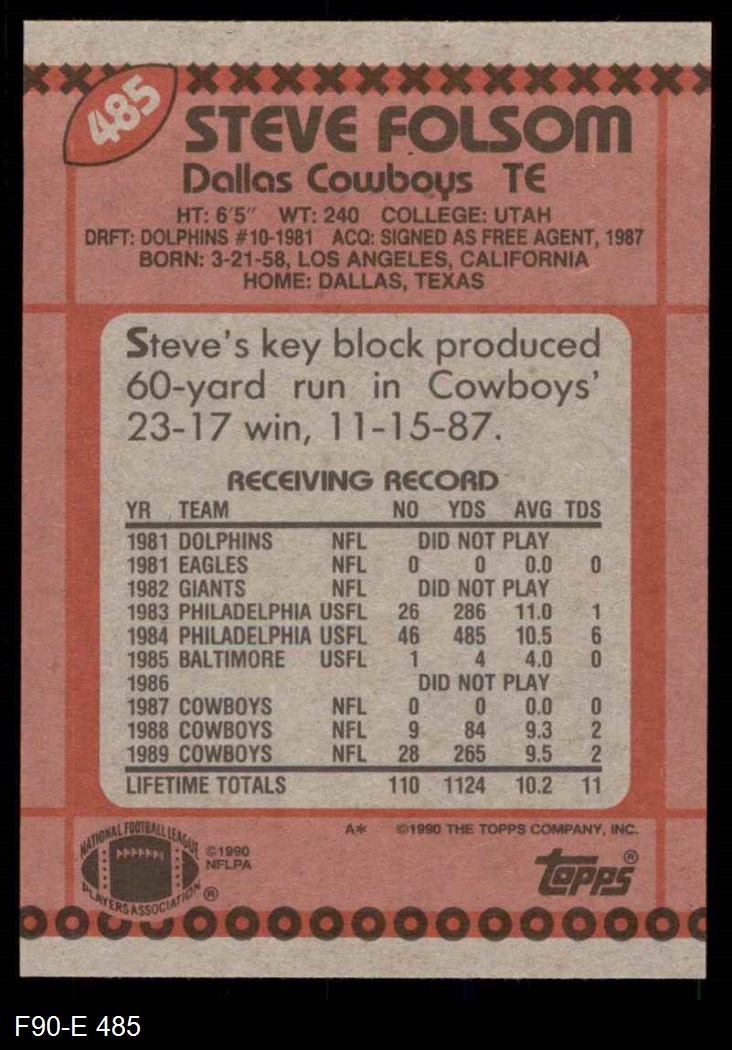 485
STEVE FOLSOM
Dallas Cowboys TE
HT: 6'5" WT: 240 COLLEGE: UTAH
DRFT: DOLPHINS #10-1981 ACQ: SIGNED AS FREE AGENT, 1987
BORN: 3-21-58, LOS ANGELES, CALIFORNIA
HOME: DALLAS, TEXAS
Steve's key block produced
60-yard run in Cowboys'
23-17 win, 11-15-87.
RECEIVING RECORD
YR TEAM NO YDS AVG TDS
1981 DOLPHINS NFL DID NOT PLAY
1981 EAGLES NFL 0 0 0.0 0
1982 GIANTS NFL DID NOT PLAY
1983 PHILADELPHIA USFL 26 286 11.0 1
1984 PHILADELPHIA USFL 46 485 10.5 6
1985 BALTIMORE USFL 1 4 4.0 0
1986 DID NOT PLAY
1987 COWBOYS NFL 0 0 0.0 0
1988 COWBOYS NFL 9 84 9.3 2
1989 COWBOYS NFL 28 265 9.5 2
LIFETIME TOTALS 110 1124 10.2 11
A* ©1990 THE TOPPS COMPANY, INC.
NATIONAL FOOTBALL LEAGUE
PLAYERS ASSOCIATION ®
©1990
NFLPA
topps ®
F90-E 485